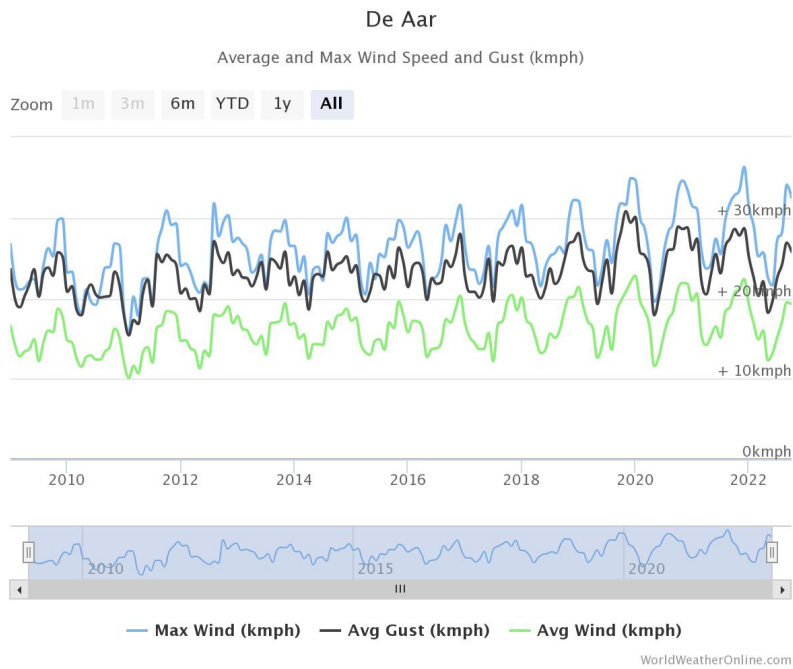 De Aar
Average and Max Wind Speed and Gust (kmph)
Zoom 1m 3m 6m YTD 1y All
+ 30kmph
+ 20kmph
+ 10kmph
0kmph
2010 2012 2014 2016 2018 2020 2022
2010 2015 2020
Max Wind (kmph) Avg Gust (kmph) Avg Wind (kmph)
WorldWeatherOnline.com